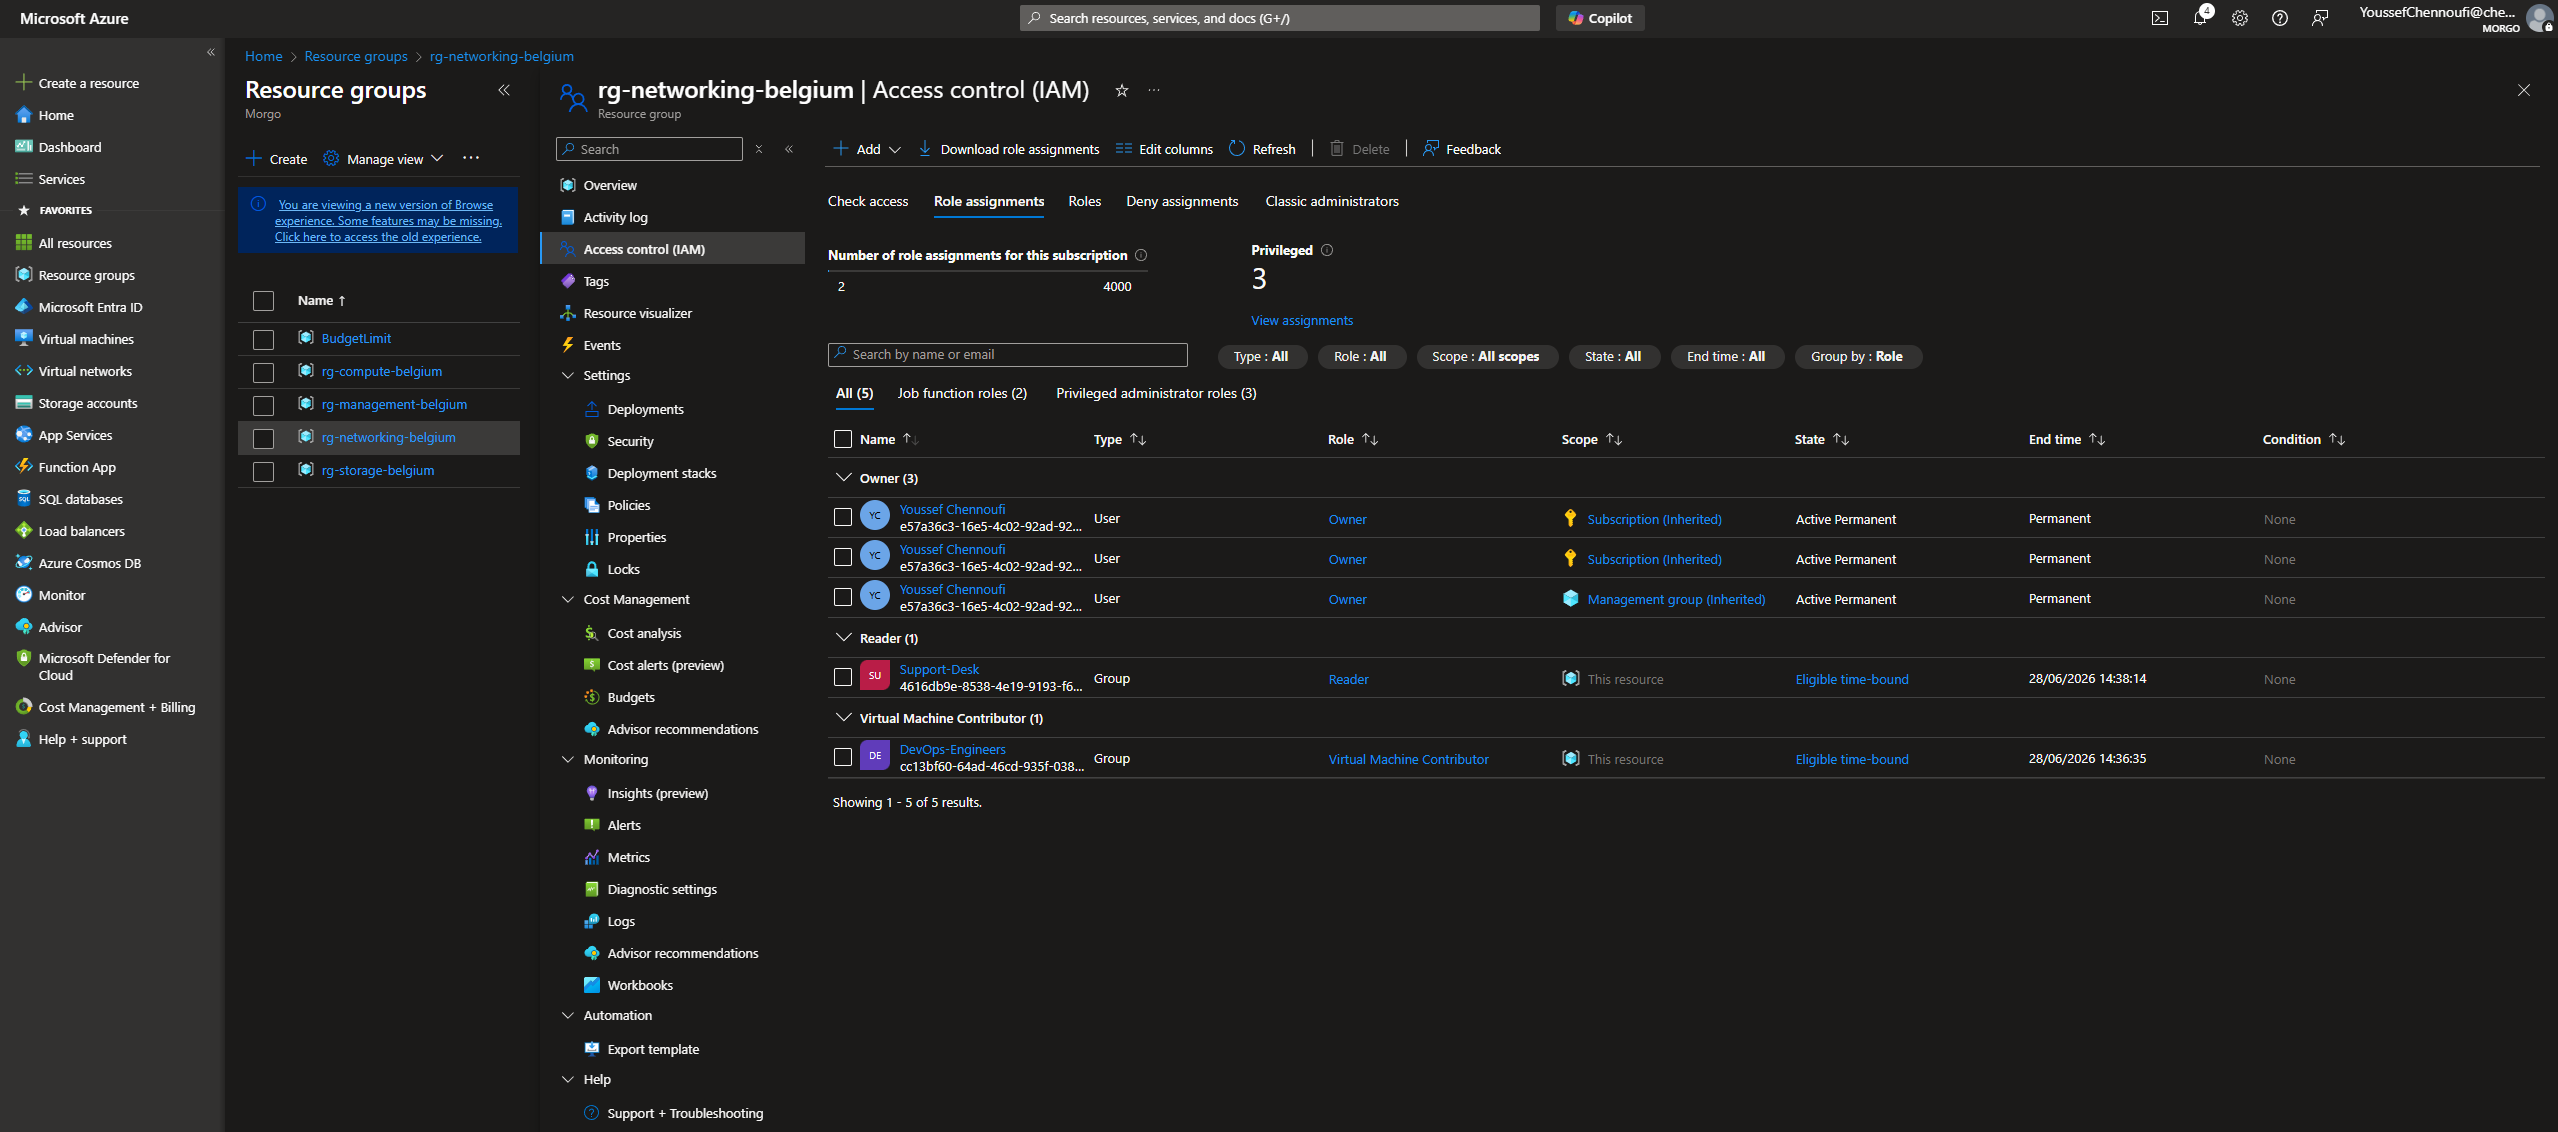 Microsoft Azure
Search resources, services, and docs (G+/)
Copilot
4
YoussefChennoufi@che...
MORGO
Create a resource
Home
Dashboard
Services
FAVORITES
All resources
Resource groups
Microsoft Entra ID
Virtual machines
Virtual networks
Storage accounts
App Services
Function App
SQL databases
Load balancers
Azure Cosmos DB
Monitor
Advisor
Microsoft Defender for
Cloud
Cost Management + Billing
Help + support
Home > Resource groups > rg-networking-belgium
Resource groups
Morgo
Create
Manage view
You are viewing a new version of Browse
experience. Some features may be missing.
Click here to access the old experience.
Name ↑
BudgetLimit
rg-compute-belgium
rg-management-belgium
rg-networking-belgium
rg-storage-belgium
rg-networking-belgium | Access control (IAM)
Resource group
Search
Overview
Activity log
Access control (IAM)
Tags
Resource visualizer
Events
Settings
Deployments
Security
Deployment stacks
Policies
Properties
Locks
Cost Management
Cost analysis
Cost alerts (preview)
Budgets
Advisor recommendations
Monitoring
Insights (preview)
Alerts
Metrics
Diagnostic settings
Logs
Advisor recommendations
Workbooks
Automation
Export template
Help
Support + Troubleshooting
Add Download role assignments Edit columns Refresh Delete Feedback
Check access Role assignments Roles Deny assignments Classic administrators
Number of role assignments for this subscription
2 4000
Privileged
3
View assignments
Search by name or email
Type : All Role : All Scope : All scopes State : All End time : All Group by : Role
All (5) Job function roles (2) Privileged administrator roles (3)
Name Type Role Scope State End time Condition
Owner (3)
YC Youssef Chennoufi
e57a36c3-16e5-4c02-92ad-92... User Owner Subscription (Inherited) Active Permanent Permanent None
YC Youssef Chennoufi
e57a36c3-16e5-4c02-92ad-92... User Owner Subscription (Inherited) Active Permanent Permanent None
YC Youssef Chennoufi
e57a36c3-16e5-4c02-92ad-92... User Owner Management group (Inherited) Active Permanent Permanent None
Reader (1)
SU Support-Desk
4616db9e-8538-4e19-9193-f6... Group Reader This resource Eligible time-bound 28/06/2026 14:38:14 None
Virtual Machine Contributor (1)
DE DevOps-Engineers
cc13bf60-64ad-46cd-935f-038... Group Virtual Machine Contributor This resource Eligible time-bound 28/06/2026 14:36:35 None
Showing 1 - 5 of 5 results.